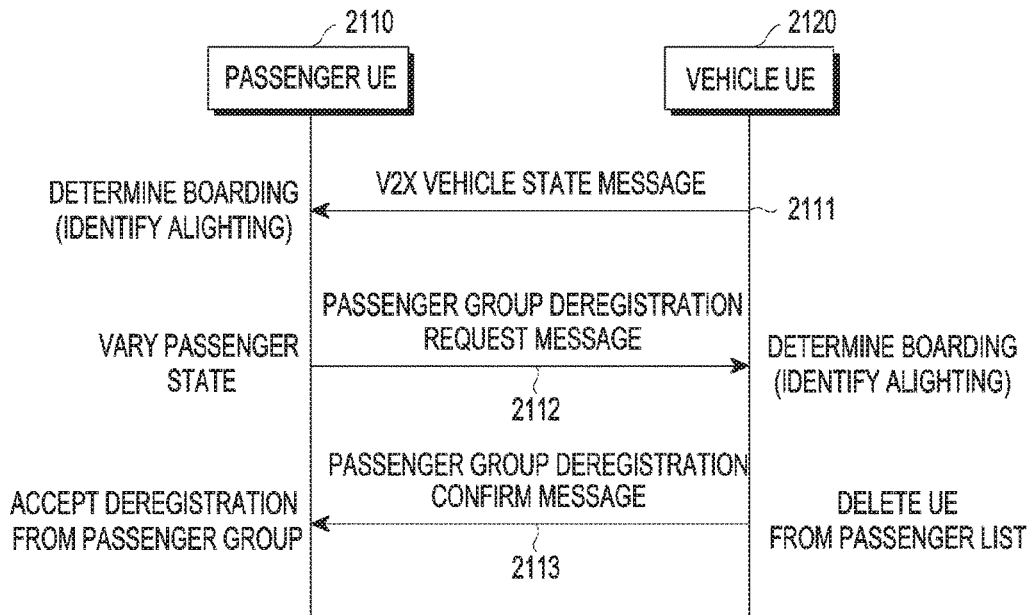 2110
2120
PASSENGER UE
VEHICLE UE
V2X VEHICLE STATE MESSAGE
DETERMINE BOARDING
(IDENTIFY ALIGHTING)
2111
PASSENGER GROUP DEREGISTRATION
REQUEST MESSAGE
VARY PASSENGER
STATE
DETERMINE BOARDING
(IDENTIFY ALIGHTING)
2112
PASSENGER GROUP DEREGISTRATION
CONFIRM MESSAGE
ACCEPT DEREGISTRATION
FROM PASSENGER GROUP
DELETE UE
FROM PASSENGER LIST
2113